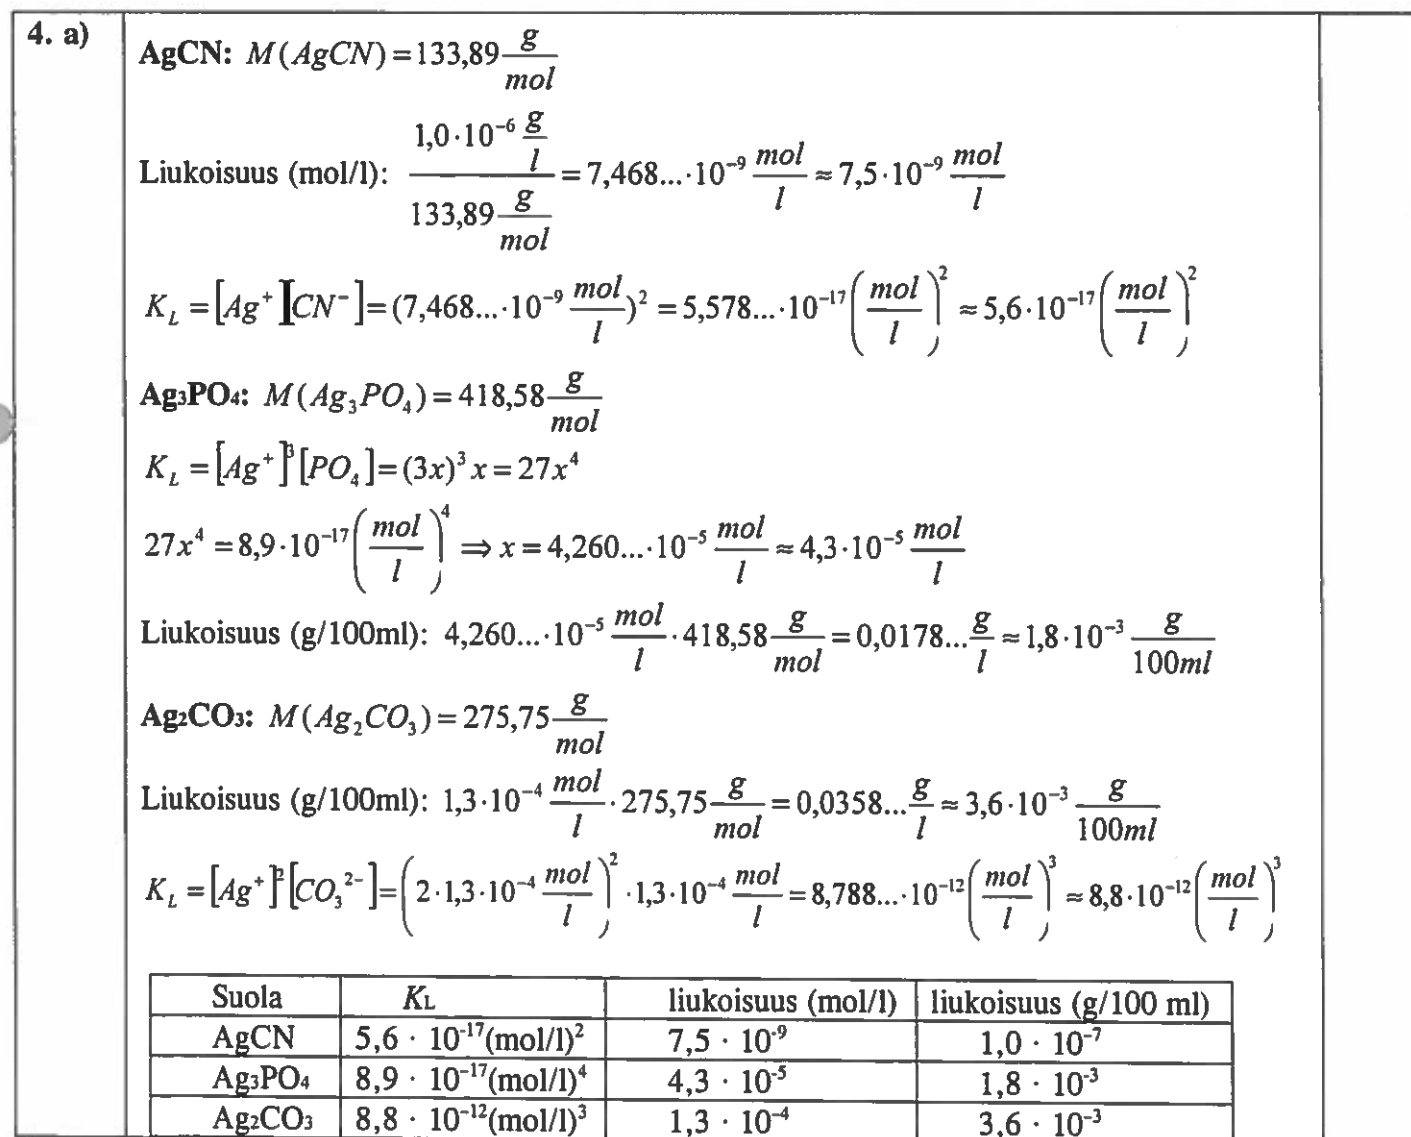 4. a)
AgCN: M(AgCN) = 133,89 g/mol
Liukoisuus (mol/l): (1,0·10⁻⁶ g/l)/(133,89 g/mol) = 7,468...·10⁻⁹ mol/l ≈ 7,5·10⁻⁹ mol/l
K_L = [Ag⁺][CN⁻] = (7,468...·10⁻⁹ mol/l)² = 5,578...·10⁻¹⁷ (mol/l)² ≈ 5,6·10⁻¹⁷ (mol/l)²
Ag₃PO₄: M(Ag₃PO₄) = 418,58 g/mol
K_L = [Ag⁺]³[PO₄] = (3x)³x = 27x⁴
27x⁴ = 8,9·10⁻¹⁷ (mol/l)⁴ ⇒ x = 4,260...·10⁻⁵ mol/l ≈ 4,3·10⁻⁵ mol/l
Liukoisuus (g/100ml): 4,260...·10⁻⁵ mol/l · 418,58 g/mol = 0,0178... g/l ≈ 1,8·10⁻³ g/100ml
Ag₂CO₃: M(Ag₂CO₃) = 275,75 g/mol
Liukoisuus (g/100ml): 1,3·10⁻⁴ mol/l · 275,75 g/mol = 0,0358... g/l ≈ 3,6·10⁻³ g/100ml
K_L = [Ag⁺]²[CO₃²⁻] = (2·1,3·10⁻⁴ mol/l)² · 1,3·10⁻⁴ mol/l = 8,788...·10⁻¹² (mol/l)³ ≈ 8,8·10⁻¹² (mol/l)³
Suola K_L liukoisuus (mol/l) liukoisuus (g/100 ml)
AgCN 5,6 · 10⁻¹⁷(mol/l)² 7,5 · 10⁻⁹ 1,0 · 10⁻⁷
Ag₃PO₄ 8,9 · 10⁻¹⁷(mol/l)⁴ 4,3 · 10⁻⁵ 1,8 · 10⁻³
Ag₂CO₃ 8,8 · 10⁻¹²(mol/l)³ 1,3 · 10⁻⁴ 3,6 · 10⁻³